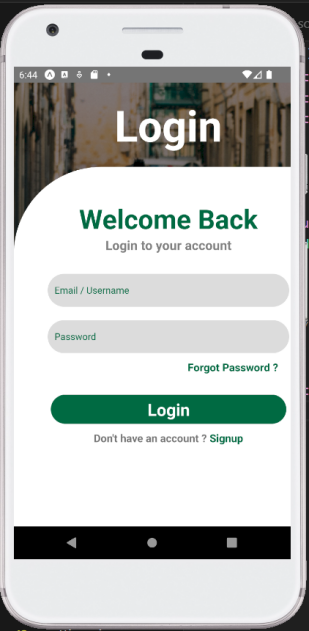 6:44
Login
Welcome Back
Login to your account
Email / Username
Password
Forgot Password ?
Login
Don't have an account ? Signup